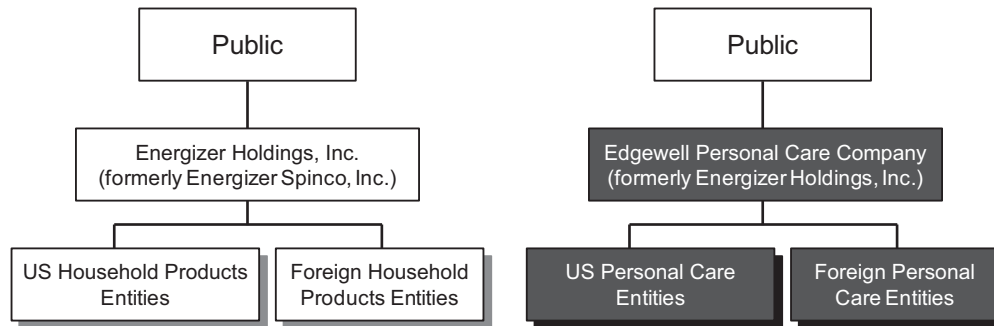 Public
Energizer Holdings, Inc.
(formerly Energizer Spinco, Inc.)
US Household Products
Entities
Foreign Household
Products Entities
Public
Edgewell Personal Care Company
(formerly Energizer Holdings, Inc.)
US Personal Care
Entities
Foreign Personal
Care Entities